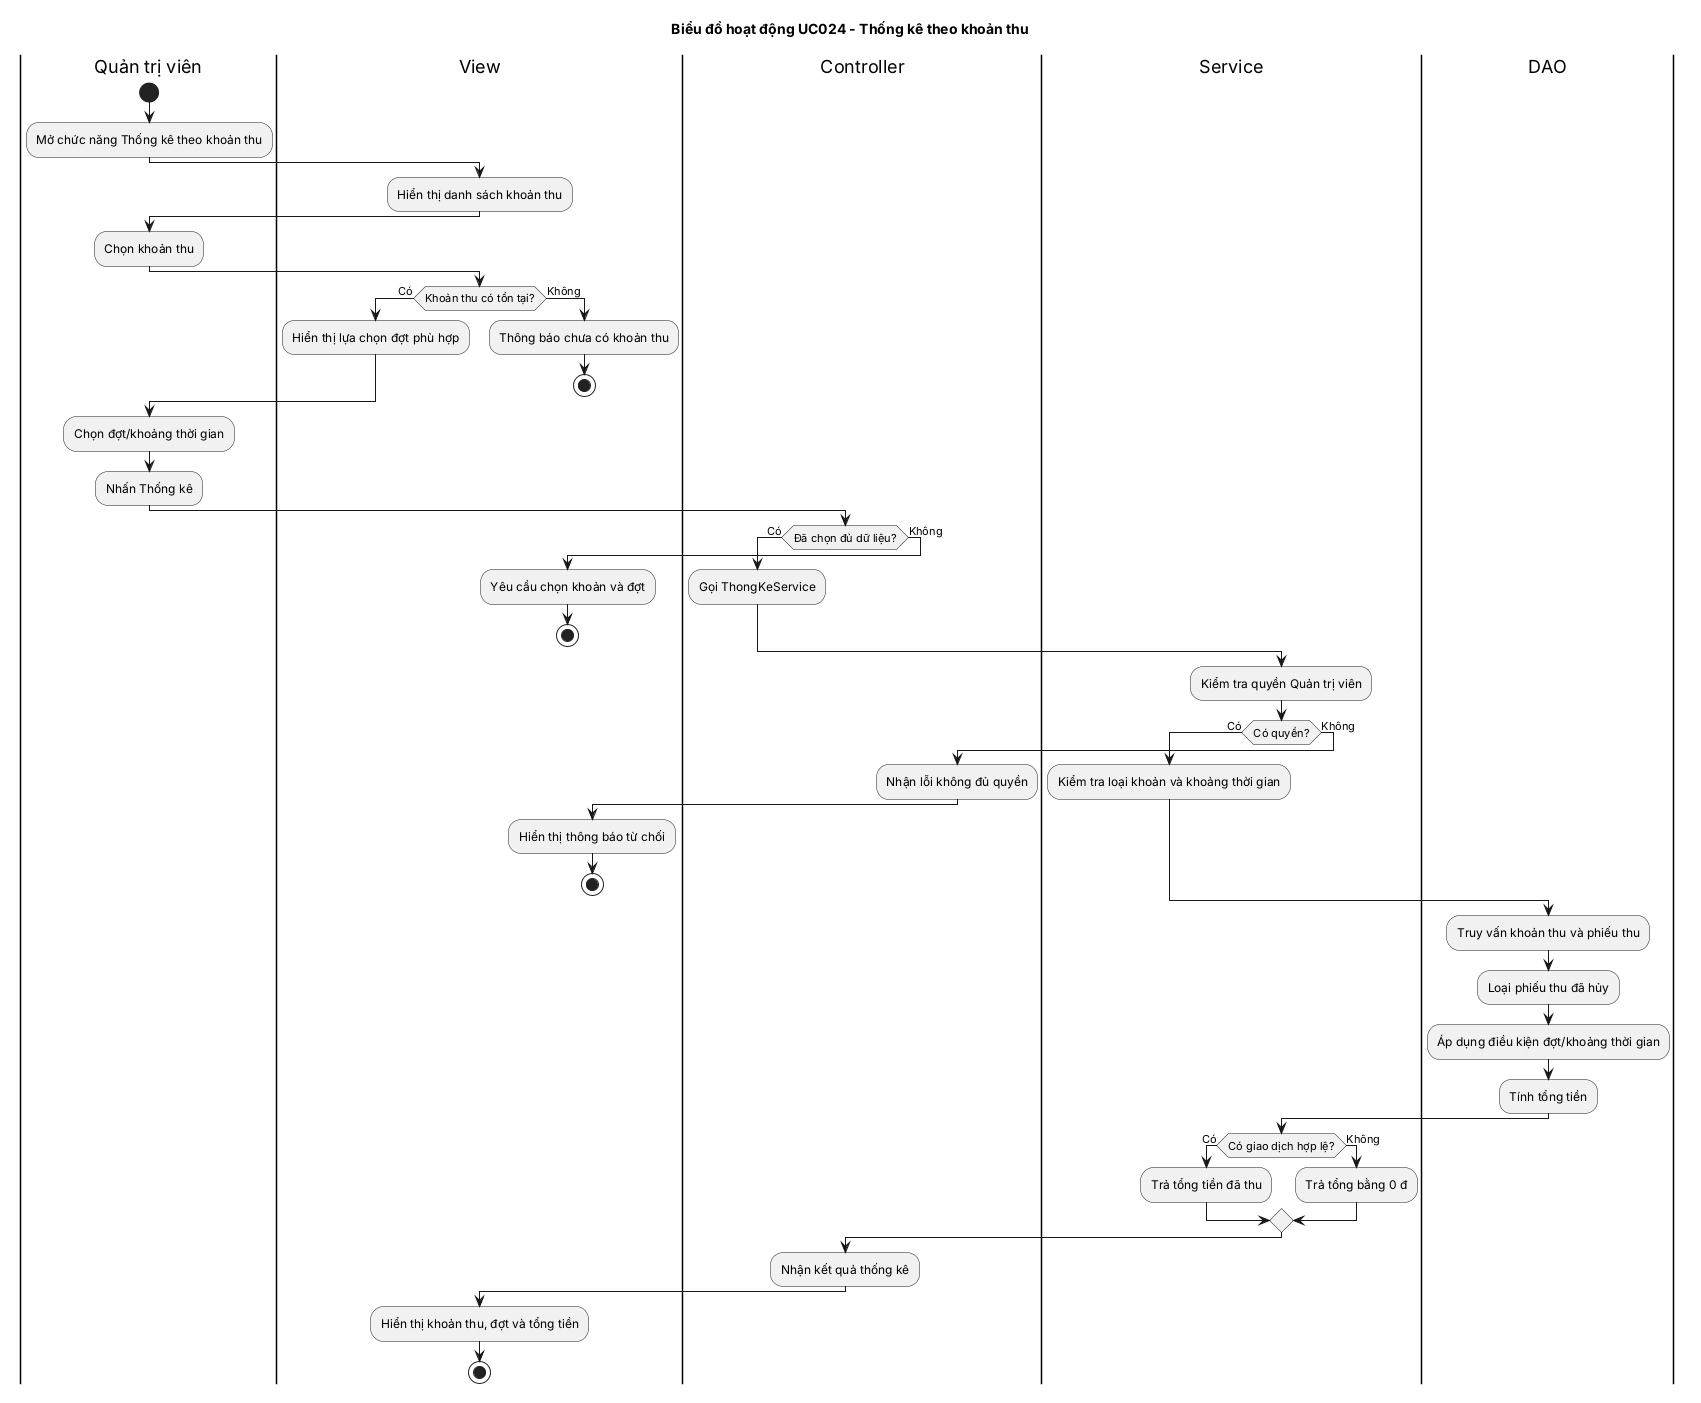 Biểu đồ hoạt động UC024 - Thống kê theo khoản thu
Quản trị viên
View
Controller
Service
DAO
Mở chức năng Thống kê theo khoản thu
Hiển thị danh sách khoản thu
Chọn khoản thu
Có
Khoản thu có tồn tại?
Không
Hiển thị lựa chọn đợt phù hợp
Thông báo chưa có khoản thu
Chọn đợt/khoảng thời gian
Nhấn Thống kê
Có
Đã chọn đủ dữ liệu?
Không
Yêu cầu chọn khoản và đợt
Gọi ThongKeService
Kiểm tra quyền Quản trị viên
Có
Có quyền?
Không
Nhận lỗi không đủ quyền
Kiểm tra loại khoản và khoảng thời gian
Hiển thị thông báo từ chối
Truy vấn khoản thu và phiếu thu
Loại phiếu thu đã hủy
Áp dụng điều kiện đợt/khoảng thời gian
Tính tổng tiền
Có
Có giao dịch hợp lệ?
Không
Trả tổng tiền đã thu
Trả tổng bằng 0 đ
Nhận kết quả thống kê
Hiển thị khoản thu, đợt và tổng tiền